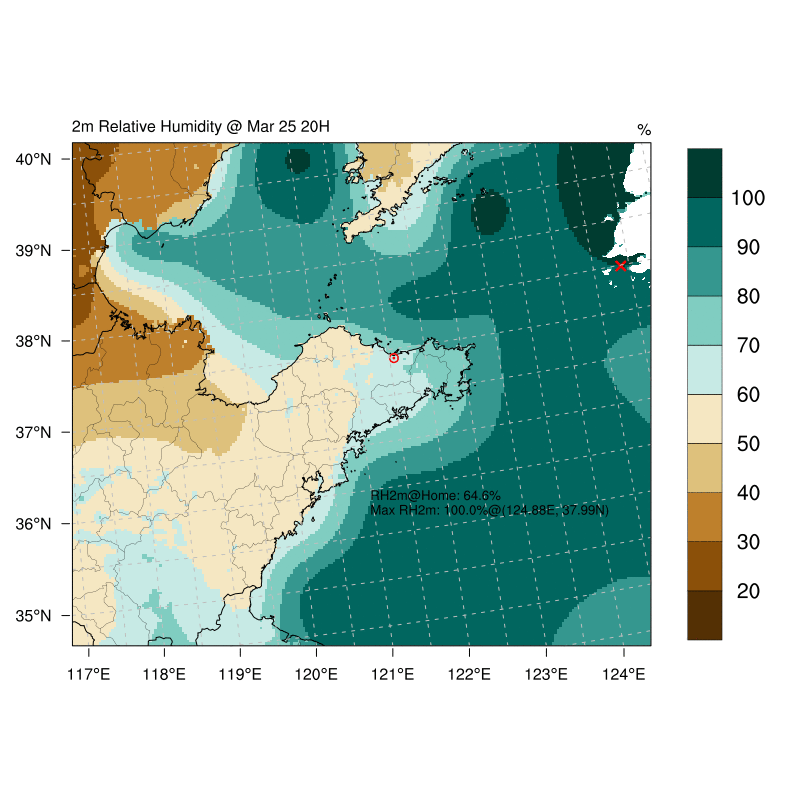 2m Relative Humidity @ Mar 25 20H
%
40°N
39°N
38°N
37°N
36°N
35°N
117°E
118°E
119°E
120°E
121°E
122°E
123°E
124°E
100
90
80
70
60
50
40
30
20
RH2m@Home: 64.6%
Max RH2m: 100.0%@(124.88E, 37.99N)